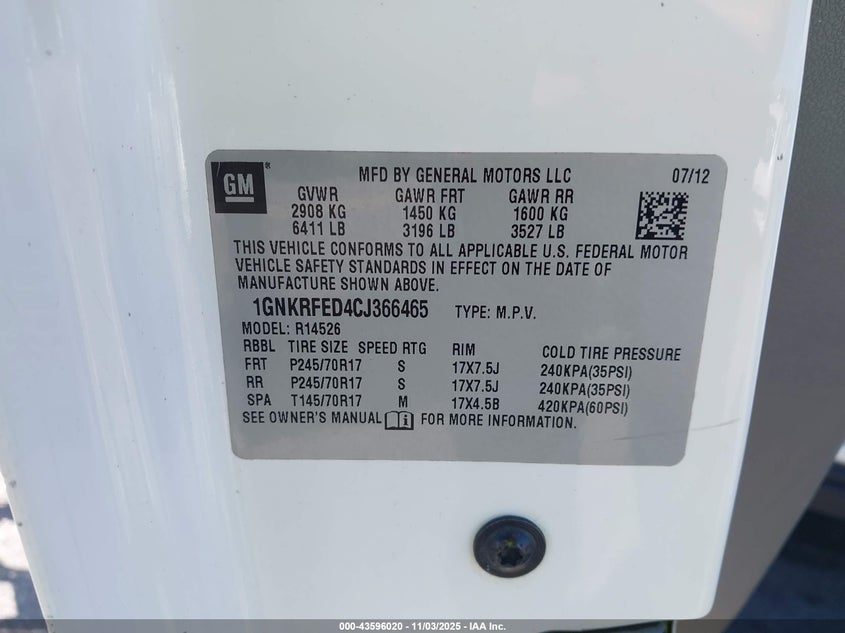 GM
MFD BY GENERAL MOTORS LLC 07/12
GVWR GAWR FRT GAWR RR
2908 KG 1450 KG 1600 KG
6411 LB 3196 LB 3527 LB
THIS VEHICLE CONFORMS TO ALL APPLICABLE U.S. FEDERAL MOTOR
VEHICLE SAFETY STANDARDS IN EFFECT ON THE DATE OF
MANUFACTURE SHOWN ABOVE.
1GNKRFED4CJ366465 TYPE: M.P.V.
MODEL: R14526
RBBL TIRE SIZE SPEED RTG RIM COLD TIRE PRESSURE
FRT P245/70R17 S 17X7.5J 240KPA(35PSI)
RR P245/70R17 S 17X7.5J 240KPA(35PSI)
SPA T145/70R17 M 17X4.5B 420KPA(60PSI)
SEE OWNER'S MANUAL FOR MORE INFORMATION.
000-43596020 - 11/03/2025 - IAA Inc.